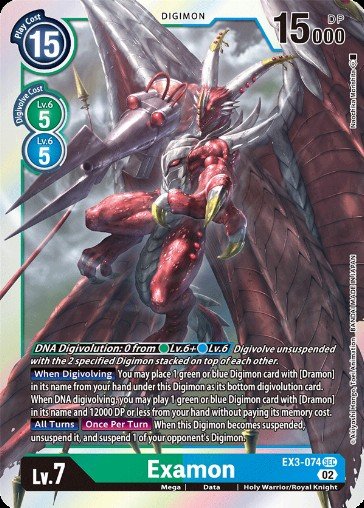 Play Cost
15
DIGIMON
15000
DP
Digivolve Cost
Lv.6
5
Lv.6
5
DNA Digivolution: 0 from Lv.6+ Lv.6 Digivolve unsuspended
with the 2 specified Digimon stacked on top of each other.
When Digivolving You may place 1 green or blue Digimon card with [Dramon]
in its name from your hand under this Digimon as its bottom digivolution card.
When DNA digivolving, you may play 1 green or blue Digimon card with [Dramon]
in its name and 12000 DP or less from your hand without paying its memory cost.
All Turns Once Per Turn When this Digimon becomes suspended,
unsuspend it, and suspend 1 of your opponent's Digimon.
EX3-074 SEC
Lv.7
Examon
02
Mega | Data | Holy Warrior/Royal Knight